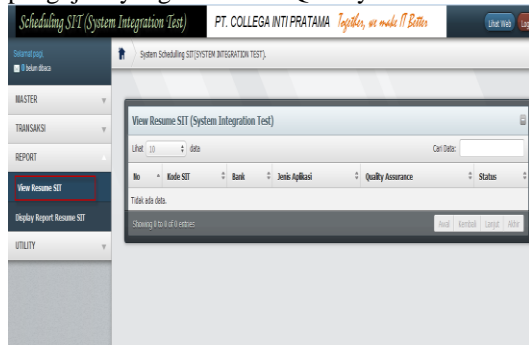 Scheduling SIT (System Integration Test) PT. COLLEGA INTI PRATAMA Together, we made IT Better Lihat Web
Selamat pagi,
0 belum dibaca
System Scheduling SIT(SYSTEM INTEGRATION TEST).
MASTER
TRANSAKSI
REPORT
View Resume SIT
Display Report Resume SIT
UTILITY
View Resume SIT (System Integration Test)
Lihat 10 data Cari Data:
No Kode SIT Bank Jenis Aplikasi Quality Assurance Status
Tidak ada data.
Showing 0 to 0 of 0 entries Awal Kembali Lanjut Akhir